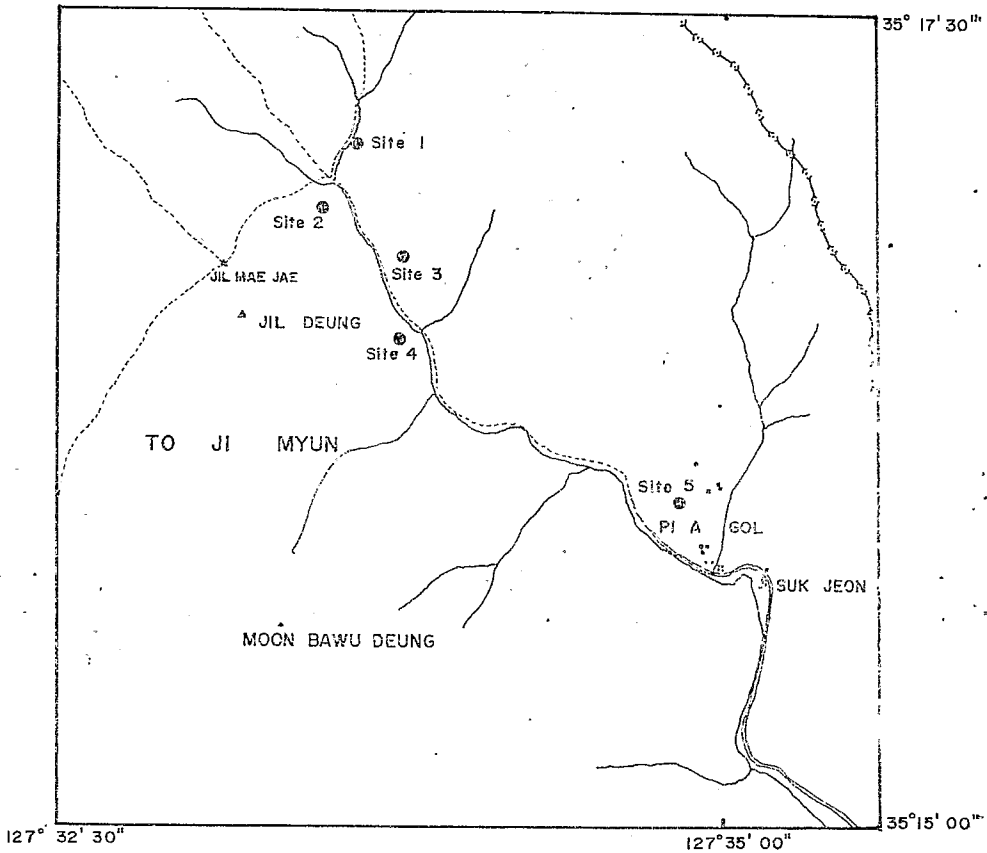 35° 17' 30"
Site 1
Site 2
Site 3
JIL MAE JAE
JIL DEUNG
Site 4
TO JI MYUN
Site 5
PI A GOL
SUK JEON
MOON BAWU DEUNG
127° 32' 30"
35° 15' 00"
127° 35' 00"